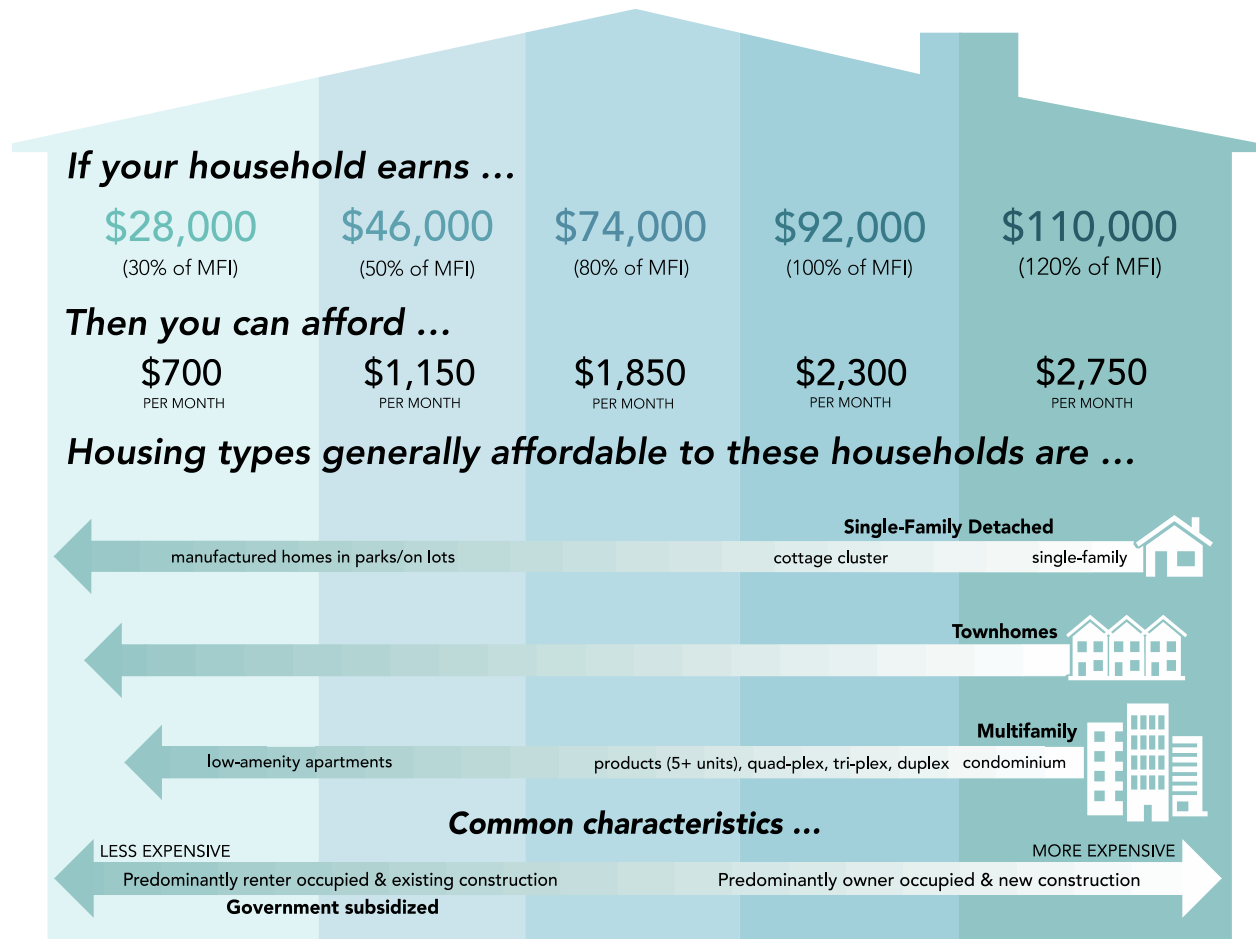 If your household earns ...
$28,000 $46,000 $74,000 $92,000 $110,000
(30% of MFI) (50% of MFI) (80% of MFI) (100% of MFI) (120% of MFI)
Then you can afford ...
$700 $1,150 $1,850 $2,300 $2,750
PER MONTH PER MONTH PER MONTH PER MONTH PER MONTH
Housing types generally affordable to these households are ...
Single-Family Detached
manufactured homes in parks/on lots cottage cluster single-family
Townhomes
Multifamily
low-amenity apartments products (5+ units), quad-plex, tri-plex, duplex condominium
Common characteristics ...
LESS EXPENSIVE MORE EXPENSIVE
Predominantly renter occupied & existing construction Predominantly owner occupied & new construction
Government subsidized